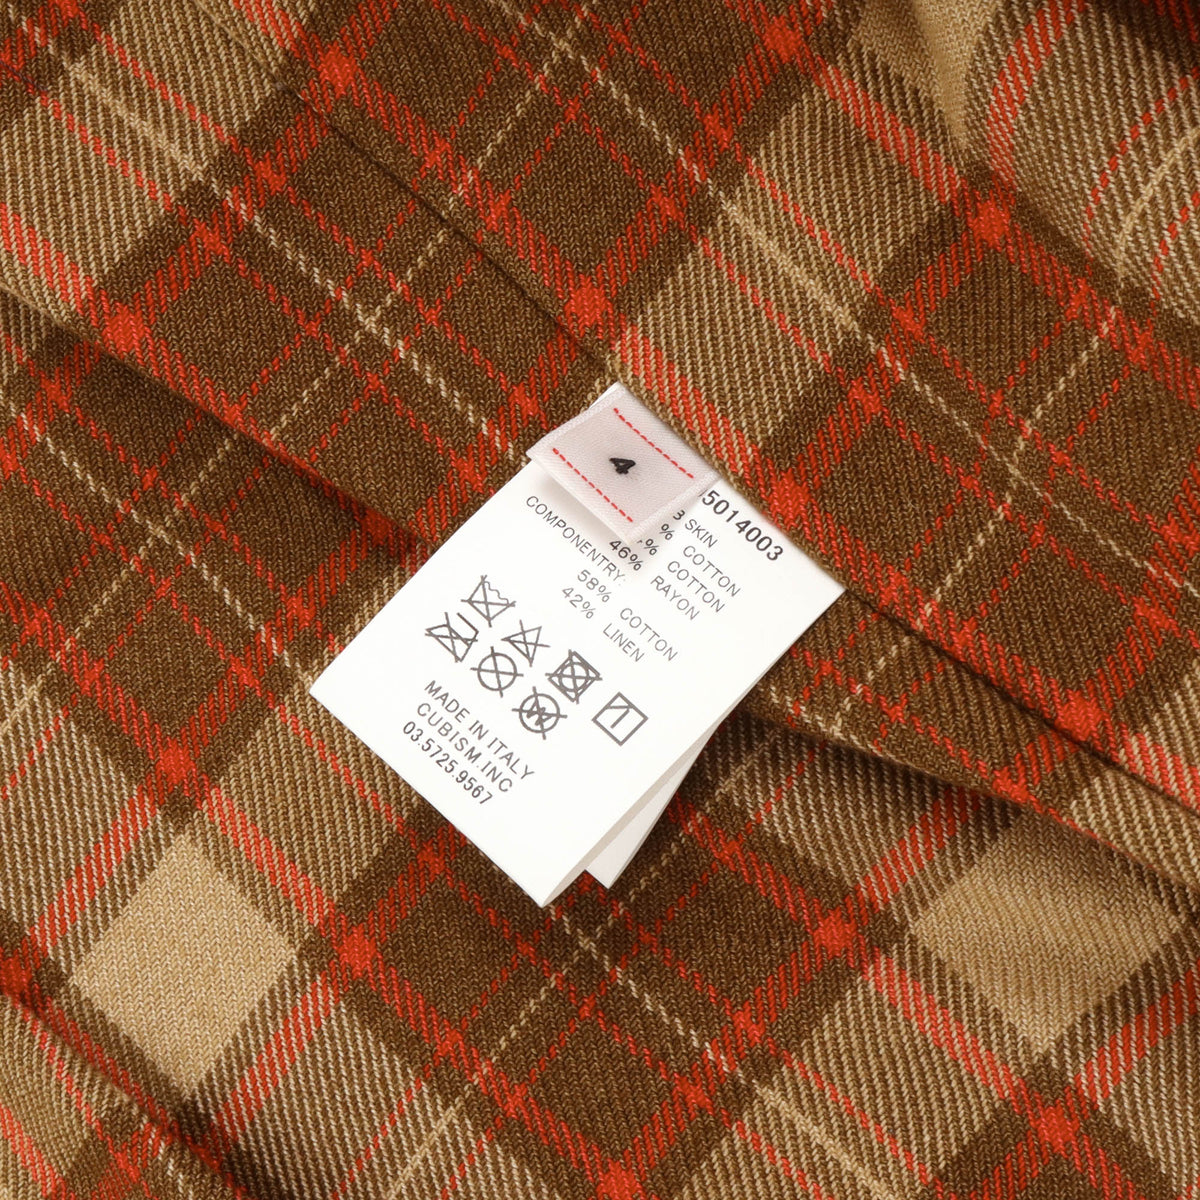 4
5014003
SKIN
% COTTON
% COTTON
46% RAYON
COMPONENTRY:
58% COTTON
42% LINEN
MADE IN ITALY
CUBISM.INC
03.5725.9567